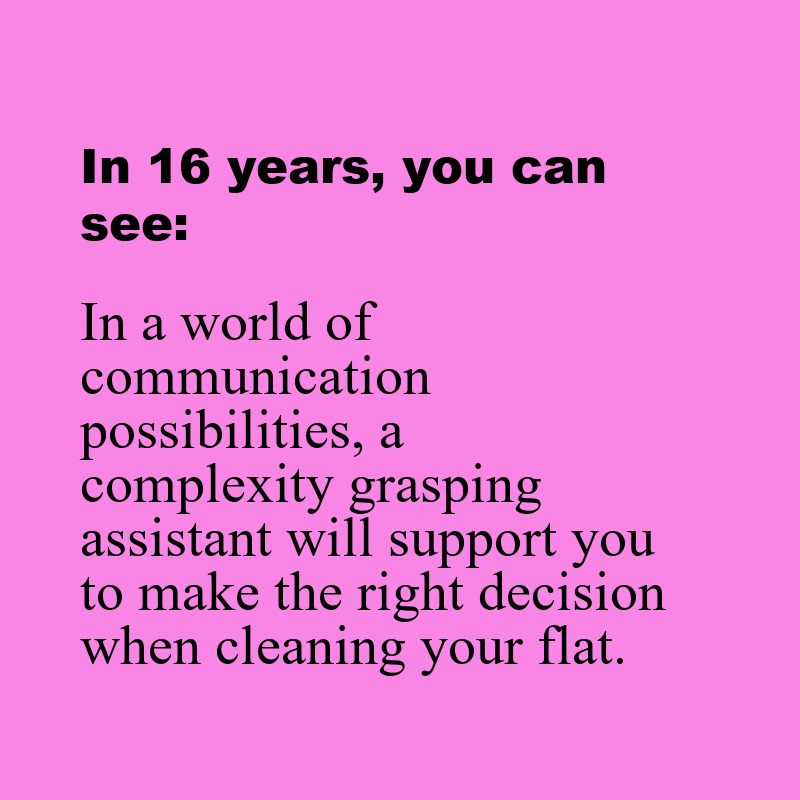 In 16 years, you can
see:
In a world of
communication
possibilities, a
complexity grasping
assistant will support you
to make the right decision
when cleaning your flat.